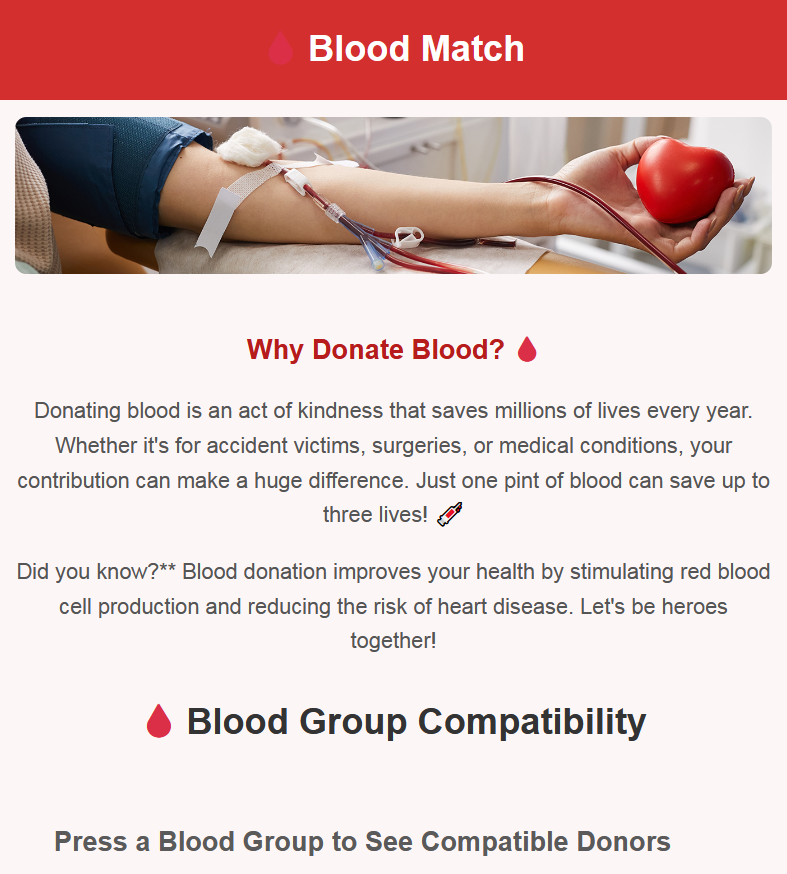 Blood Match
Why Donate Blood? 🩸
Donating blood is an act of kindness that saves millions of lives every year.
Whether it's for accident victims, surgeries, or medical conditions, your
contribution can make a huge difference. Just one pint of blood can save up to
three lives! 💉
Did you know?** Blood donation improves your health by stimulating red blood
cell production and reducing the risk of heart disease. Let's be heroes
together!
🩸 Blood Group Compatibility
Press a Blood Group to See Compatible Donors